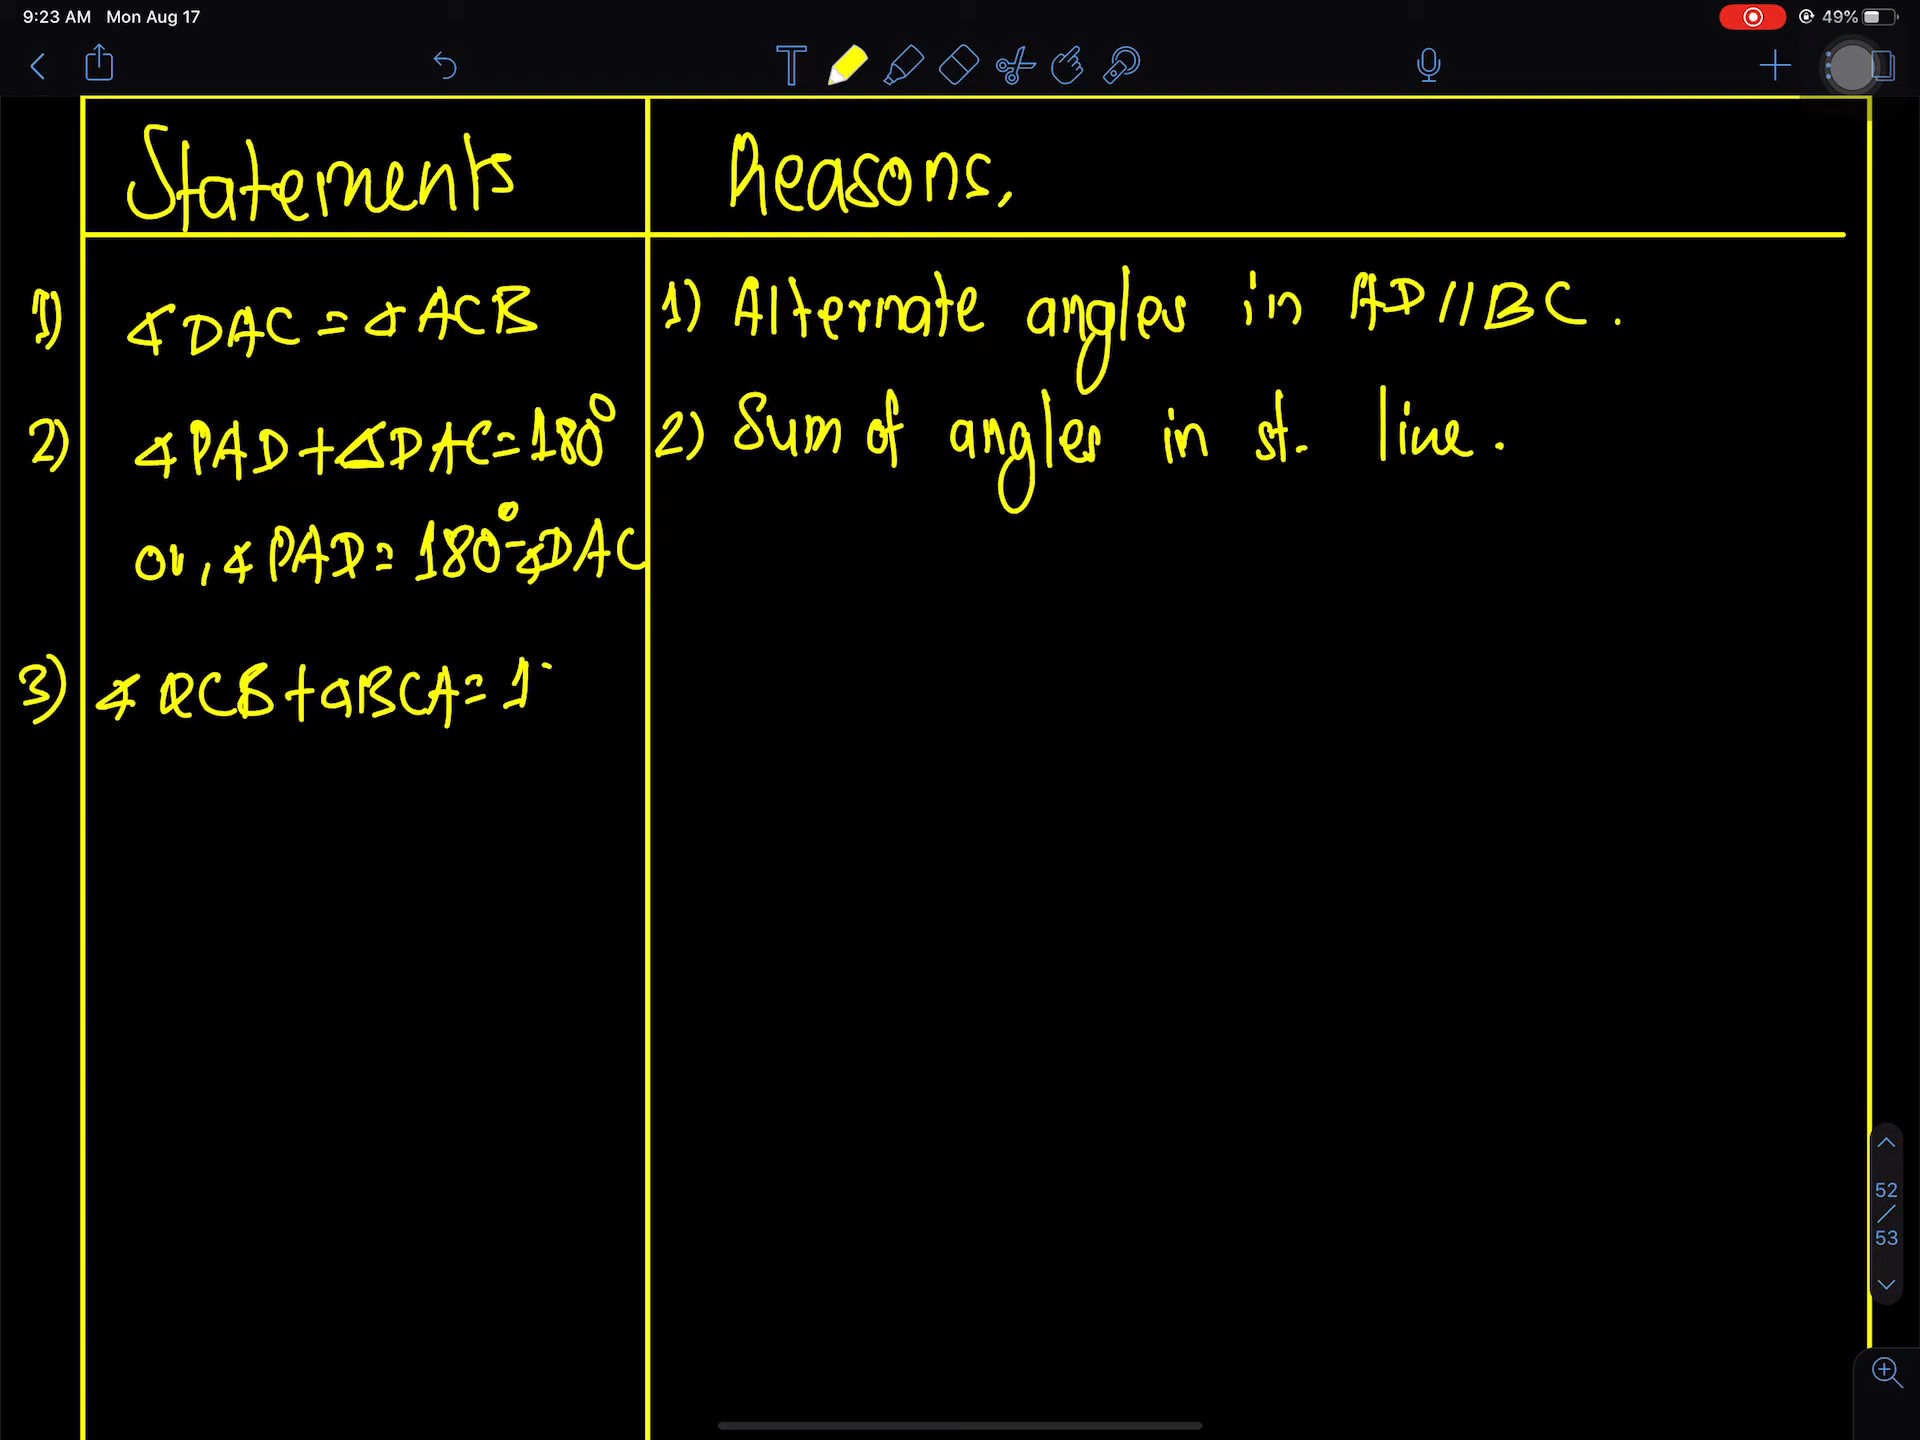 9:23 AM Mon Aug 17
49%
Statements
Reasons,
1) ∡DAC = ∡ACB
1) Alternate angles in AD//BC.
2) ∡PAD+∡DAC=180°
2) Sum of angles in st. line.
or, ∡PAD= 180°-∡DAC
3) ∡QCB+∡BCA= 1
52
/
53